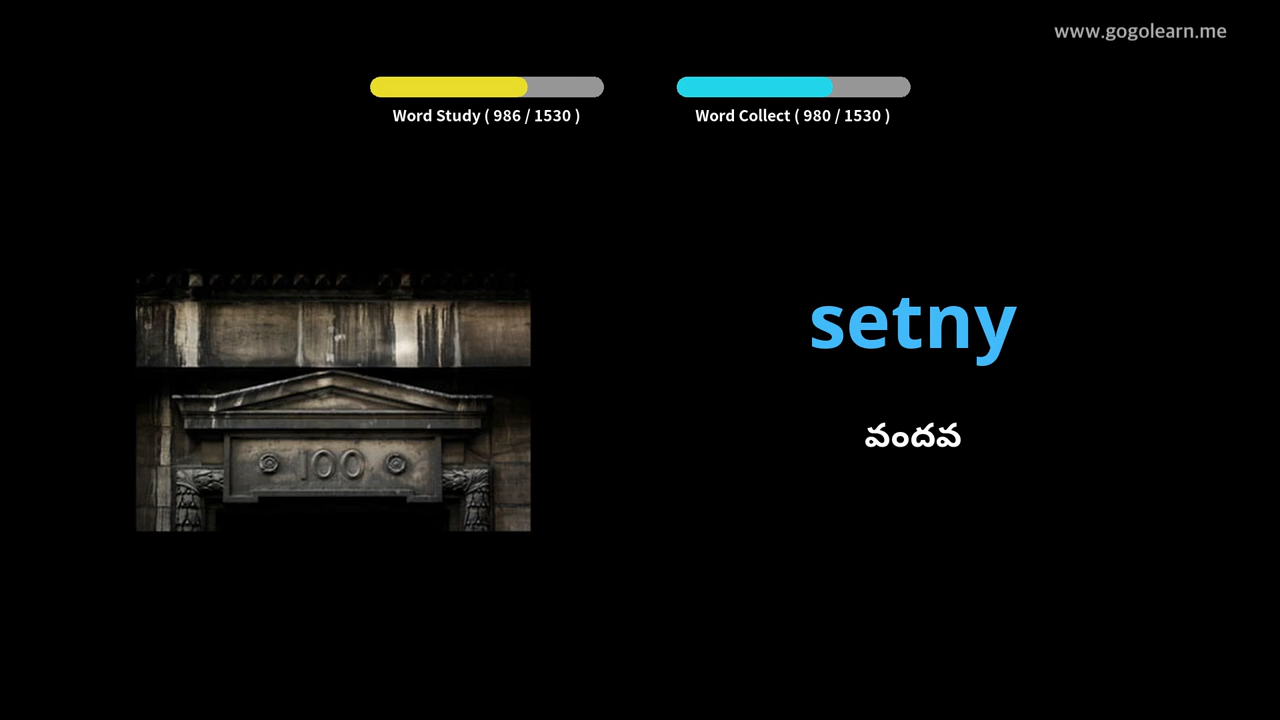 www.gogolearn.me
Word Study ( 986 / 1530 )
Word Collect ( 980 / 1530 )
setny
వందవ
100